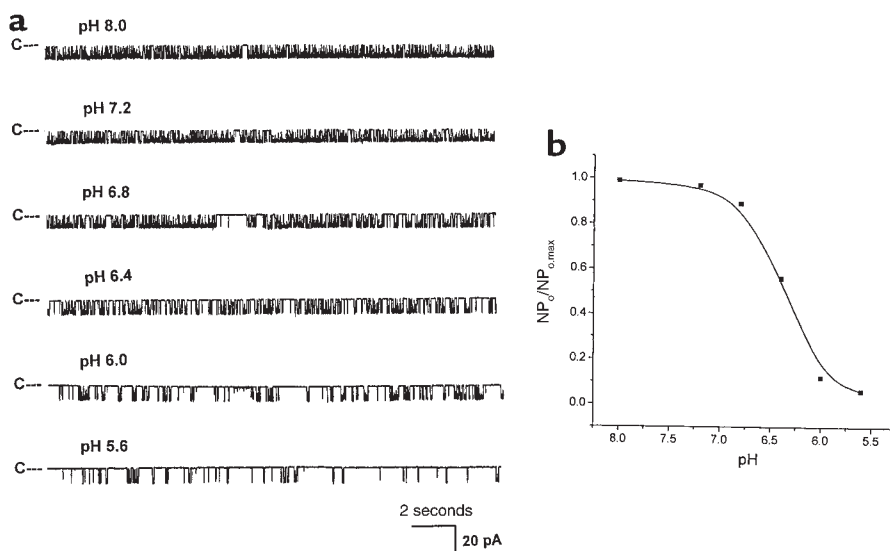 a
pH 8.0
C---
pH 7.2
C---
pH 6.8
C---
pH 6.4
C---
pH 6.0
C---
pH 5.6
C---
2 seconds
20 pA
b
1.0
0.8
0.6
0.4
0.2
0.0
NPo/NPo,max
8.0 7.5 7.0 6.5 6.0 5.5
pH